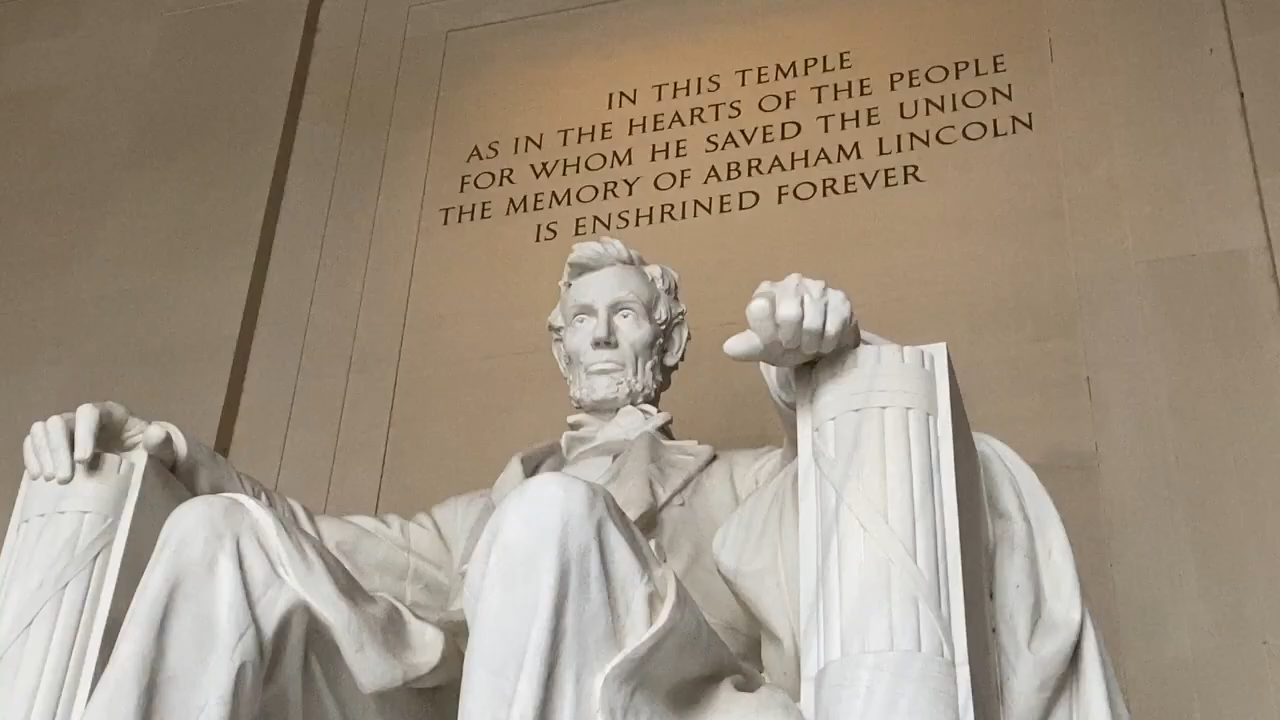 IN THIS TEMPLE
AS IN THE HEARTS OF THE PEOPLE
FOR WHOM HE SAVED THE UNION
THE MEMORY OF ABRAHAM LINCOLN
IS ENSHRINED FOREVER